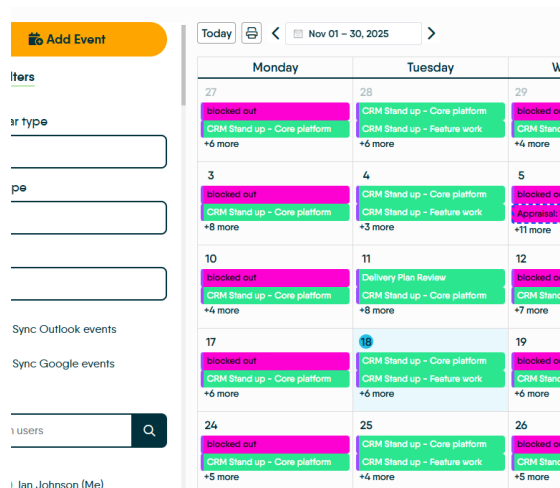 Add Event
lters
ar type
pe
Sync Outlook events
Sync Google events
users
Ian Johnson (Me)
Today
Nov 01 – 30, 2025
Monday
Tuesday
W
27
28
29
blocked out
CRM Stand up - Core platform
blocked o
CRM Stand up - Core platform
CRM Stand up - Feature work
CRM Stand
+6 more
+6 more
+4 more
3
4
5
blocked out
CRM Stand up - Core platform
blocked o
CRM Stand up - Core platform
CRM Stand up - Feature work
Appraisal:
+8 more
+3 more
+11 more
10
11
12
blocked out
Delivery Plan Review
blocked o
CRM Stand up - Core platform
CRM Stand up - Core platform
CRM Stand
+4 more
+8 more
+7 more
17
18
19
blocked out
CRM Stand up - Core platform
blocked o
CRM Stand up - Core platform
CRM Stand up - Feature work
CRM Stand
+6 more
+6 more
+6 more
24
25
26
blocked out
CRM Stand up - Core platform
blocked o
CRM Stand up - Core platform
CRM Stand up - Feature work
CRM Stand
+5 more
+4 more
+5 more